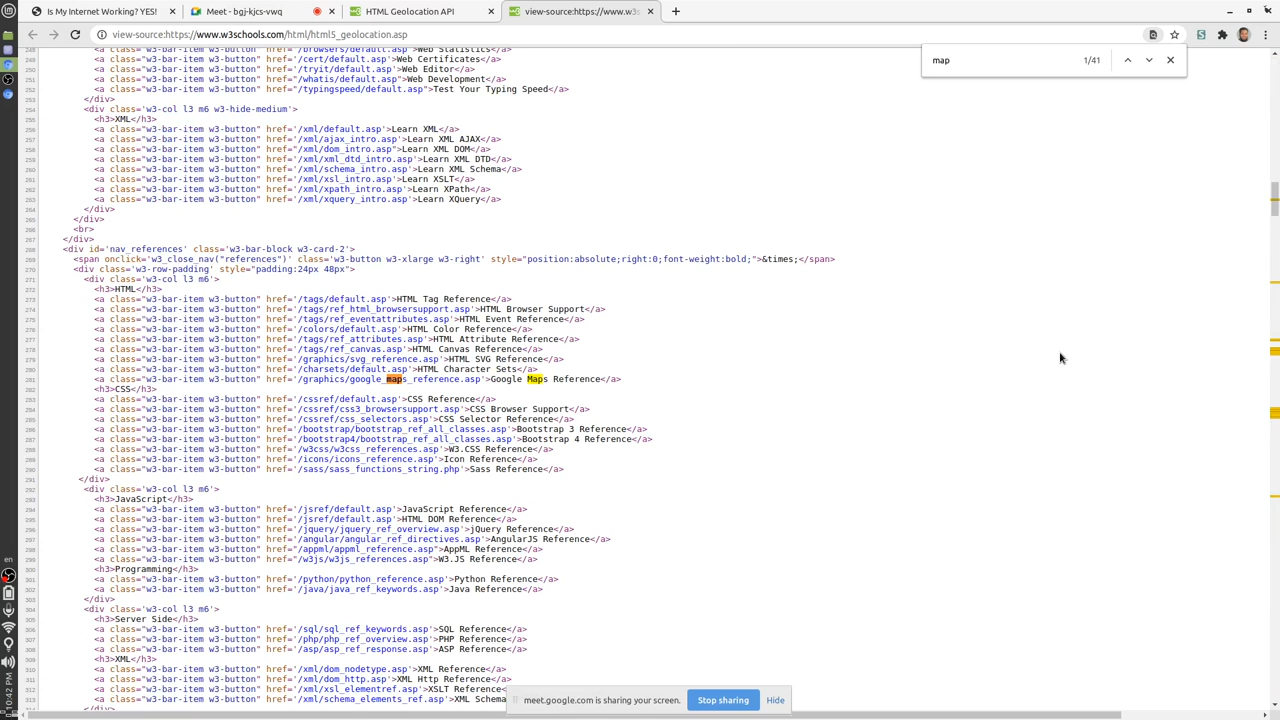 Is My Internet Working? YES!
Meet - bgj-kjcs-vwq
HTML Geolocation API
view-source:https://www.w3s
view-source:https://www.w3schools.com/html/html5_geolocation.asp
map
1/41
249 <a class="w3-bar-item w3-button" href='/browsers/default.asp'>Web Statistics</a>
250 <a class="w3-bar-item w3-button" href='/cert/default.asp'>Web Certificates</a>
251 <a class="w3-bar-item w3-button" href='/tryit/default.asp'>Web Editor</a>
252 <a class="w3-bar-item w3-button" href='/whatis/default.asp">Web Development</a>
253 <a class="w3-bar-item w3-button" href="/typingspeed/default.asp">Test Your Typing Speed</a>
</div>
<div class='w3-col l3 m6 w3-hide-medium'>
<h3>XML</h3>
<a class="w3-bar-item w3-button" href='/xml/default.asp'>Learn XML</a>
<a class="w3-bar-item w3-button" href='/xml/ajax_intro.asp'>Learn XML AJAX</a>
<a class="w3-bar-item w3-button" href="/xml/dom_intro.asp">Learn XML DOM</a>
<a class="w3-bar-item w3-button" href='/xml/xml_dtd_intro.asp'>Learn XML DTD</a>
<a class="w3-bar-item w3-button" href='/xml/schema_intro.asp'>Learn XML Schema</a>
<a class="w3-bar-item w3-button" href='/xml/xsl_intro.asp'>Learn XSLT</a>
<a class="w3-bar-item w3-button" href='/xml/xpath_intro.asp'>Learn XPath</a>
<a class="w3-bar-item w3-button" href='/xml/xquery_intro.asp'>Learn XQuery</a>
</div>
</div>
<br>
</div>
<div id='nav_references' class='w3-bar-block w3-card-2'>
<span onclick='w3_close_nav("references")' class='w3-button w3-xlarge w3-right' style="position:absolute;right:0;font-weight:bold;">&times;</span>
<div class='w3-row-padding' style="padding:24px 48px">
<div class='w3-col l3 m6'>
<h3>HTML</h3>
<a class="w3-bar-item w3-button" href='/tags/default.asp'>HTML Tag Reference</a>
<a class="w3-bar-item w3-button" href='/tags/ref_html_browsersupport.asp'>HTML Browser Support</a>
<a class="w3-bar-item w3-button" href='/tags/ref_eventattributes.asp'>HTML Event Reference</a>
<a class="w3-bar-item w3-button" href='/colors/default.asp'>HTML Color Reference</a>
<a class="w3-bar-item w3-button" href='/tags/ref_attributes.asp'>HTML Attribute Reference</a>
<a class="w3-bar-item w3-button" href='/tags/ref_canvas.asp'>HTML Canvas Reference</a>
<a class="w3-bar-item w3-button" href='/graphics/svg_reference.asp'>HTML SVG Reference</a>
<a class="w3-bar-item w3-button" href='/charsets/default.asp'>HTML Character Sets</a>
<a class="w3-bar-item w3-button" href='/graphics/google_maps_reference.asp'>Google Maps Reference</a>
<h3>CSS</h3>
<a class="w3-bar-item w3-button" href='/cssref/default.asp'>CSS Reference</a>
<a class="w3-bar-item w3-button" href='/cssref/css3_browsersupport.asp'>CSS Browser Support</a>
<a class="w3-bar-item w3-button" href='/cssref/css_selectors.asp'>CSS Selector Reference</a>
<a class="w3-bar-item w3-button" href='/bootstrap/bootstrap_ref_all_classes.asp'>Bootstrap 3 Reference</a>
<a class="w3-bar-item w3-button" href='/bootstrap4/bootstrap_ref_all_classes.asp'>Bootstrap 4 Reference</a>
<a class="w3-bar-item w3-button" href='/w3css/w3css_references.asp'>W3.CSS Reference</a>
<a class="w3-bar-item w3-button" href='/icons/icons_reference.asp'>Icon Reference</a>
<a class="w3-bar-item w3-button" href='/sass/sass_functions_string.php'>Sass Reference</a>
</div>
<div class='w3-col l3 m6'>
<h3>JavaScript</h3>
<a class="w3-bar-item w3-button" href='/jsref/default.asp'>JavaScript Reference</a>
<a class="w3-bar-item w3-button" href='/jsref/default.asp'>HTML DOM Reference</a>
<a class="w3-bar-item w3-button" href='/jquery/jquery_ref_overview.asp'>jQuery Reference</a>
<a class="w3-bar-item w3-button" href='/angular/angular_ref_directives.asp'>AngularJS Reference</a>
<a class="w3-bar-item w3-button" href="/appml/appml_reference.asp">AppML Reference</a>
<a class="w3-bar-item w3-button" href="/w3js/w3js_references.asp">W3.JS Reference</a>
<h3>Programming</h3>
<a class="w3-bar-item w3-button" href='/python/python_reference.asp'>Python Reference</a>
<a class="w3-bar-item w3-button" href='/java/java_ref_keywords.asp'>Java Reference</a>
</div>
<div class='w3-col l3 m6'>
<h3>Server Side</h3>
<a class="w3-bar-item w3-button" href='/sql/sql_ref_keywords.asp'>SQL Reference</a>
<a class="w3-bar-item w3-button" href='/php/php_ref_overview.asp'>PHP Reference</a>
<a class="w3-bar-item w3-button" href='/asp/asp_ref_response.asp'>ASP Reference</a>
<h3>XML</h3>
<a class="w3-bar-item w3-button" href='/xml/dom_nodetype.asp'>XML Reference</a>
<a class="w3-bar-item w3-button" href='/xml/dom_http.asp'>XML Http Reference</a>
<a class="w3-bar-item w3-button" href='/xml/xsl_elementref.asp'>XSLT Reference
<a class="w3-bar-item w3-button" href='/xml/schema_elements_ref.asp'>XML Schema
meet.google.com is sharing your screen.
Stop sharing
Hide
en
10:42 PM